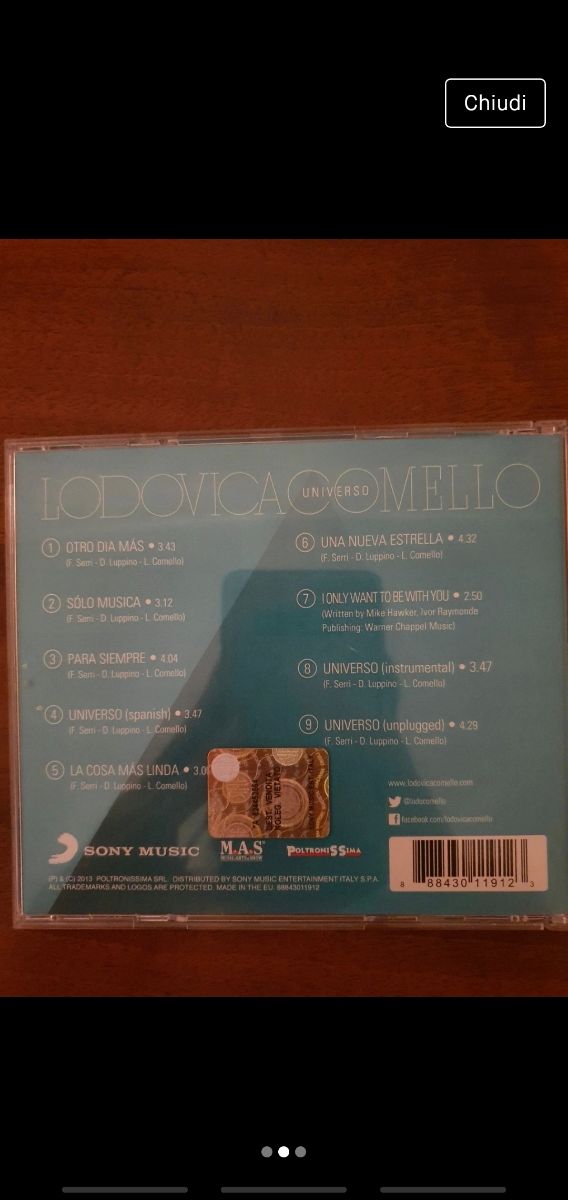 Chiudi
LODOVICA COMELLO
UNIVERSO
1 OTRO DIA MÁS • 3:43
(F. Serri - D. Luppino - L. Comello)
2 SÓLO MUSICA • 3.12
(F. Serri - D. Luppino - L. Comello)
3 PARA SIEMPRE • 4.04
(F. Serri - D. Luppino - L. Comello)
4 UNIVERSO (spanish) • 3.47
(F. Serri - D. Luppino - L. Comello)
5 LA COSA MÁS LINDA • 3.0
(F. Serri - D. Luppino - L. Comello)
6 UNA NUEVA ESTRELLA • 4.32
(F. Serri - D. Luppino - L. Comello)
7 I ONLY WANT TO BE WITH YOU • 2:50
(Written by Mike Hawker, Ivor Raymonde
Publishing: Warner Chappel Music)
8 UNIVERSO (instrumental) • 3.47
(F. Serri - D. Luppino - L. Comello)
9 UNIVERSO (unplugged) • 4:29
(F. Serri - D. Luppino - L. Comello)
www.lodovicacomello.com
@lodocomello
facebook.com/lodovicacomello
SONY MUSIC
M.A.S
POLTRONISSIMA
(P) & (C) 2013 POLTRONISSIMA SRL. DISTRIBUTED BY SONY MUSIC ENTERTAINMENT ITALY S.P.A.
ALL TRADEMARKS AND LOGOS ARE PROTECTED. MADE IN THE EU. 88843011912
8 88430 11912 3